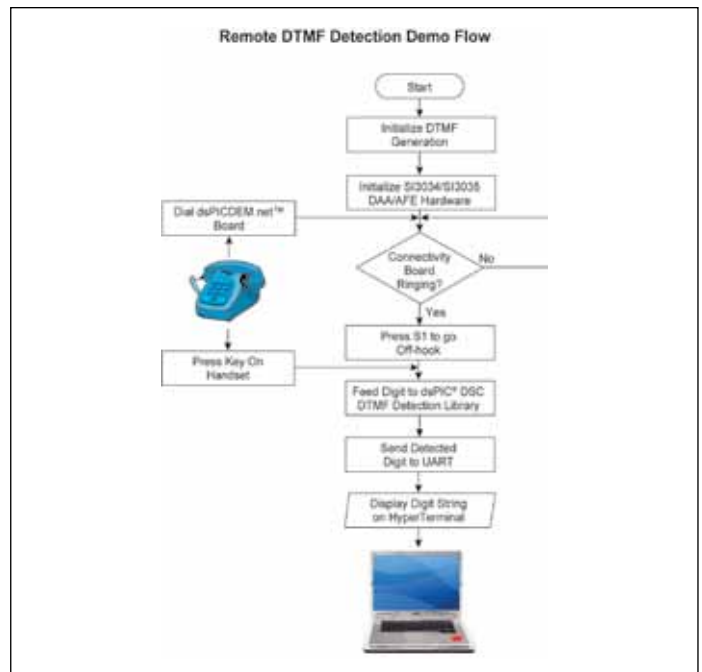 Remote DTMF Detection Demo Flow
Start
Initialize DTMF
Generation
Initialize SI3034/SI3035
DAA/AFE Hardware
Dial dsPICDEM.net™
Board
Connectivity
Board
Ringing?
No
Yes
Press S1 to go
Off-hook
Press Key On
Handset
Feed Digit to dsPIC® DSC
DTMF Detection Library
Send Detected
Digit to UART
Display Digit String
on HyperTerminal